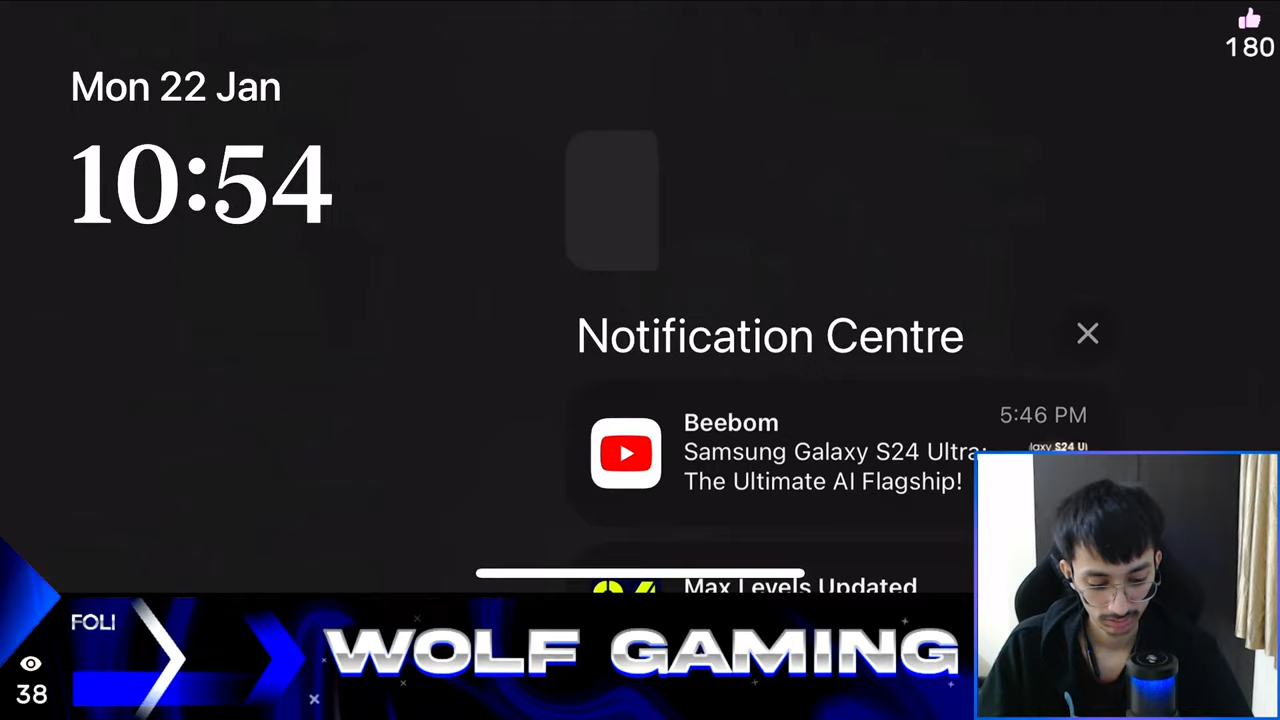 180
Mon 22 Jan
10:54
Notification Centre
Beebom
5:46 PM
Samsung Galaxy S24 Ultra:
The Ultimate AI Flagship!
S24
Max Levels Updated
FOLI
WOLF GAMING
38